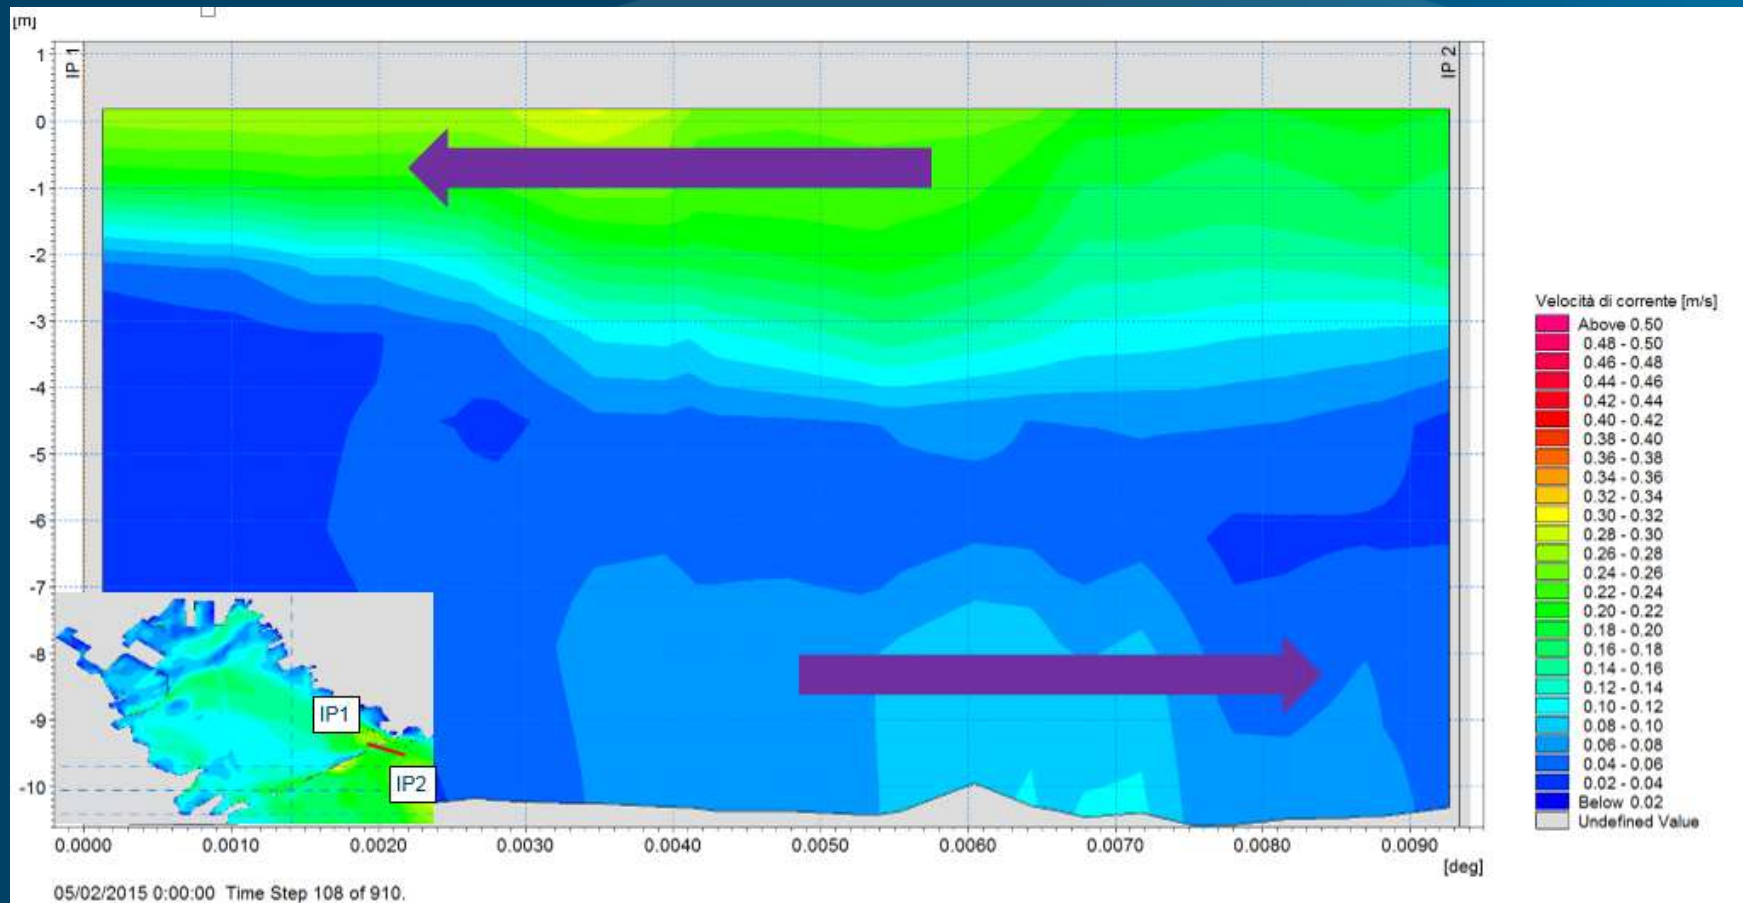 [m]
IP 1
IP 2
1
0
-1
-2
-3
-4
-5
-6
-7
-8
-9
-10
IP1
IP2
0.0000 0.0010 0.0020 0.0030 0.0040 0.0050 0.0060 0.0070 0.0080 0.0090
[deg]
05/02/2015 0:00:00 Time Step 108 of 910.
Velocità di corrente [m/s]
Above 0.50
0.48 - 0.50
0.46 - 0.48
0.44 - 0.46
0.42 - 0.44
0.40 - 0.42
0.38 - 0.40
0.36 - 0.38
0.34 - 0.36
0.32 - 0.34
0.30 - 0.32
0.28 - 0.30
0.26 - 0.28
0.24 - 0.26
0.22 - 0.24
0.20 - 0.22
0.18 - 0.20
0.16 - 0.18
0.14 - 0.16
0.12 - 0.14
0.10 - 0.12
0.08 - 0.10
0.06 - 0.08
0.04 - 0.06
0.02 - 0.04
Below 0.02
Undefined Value